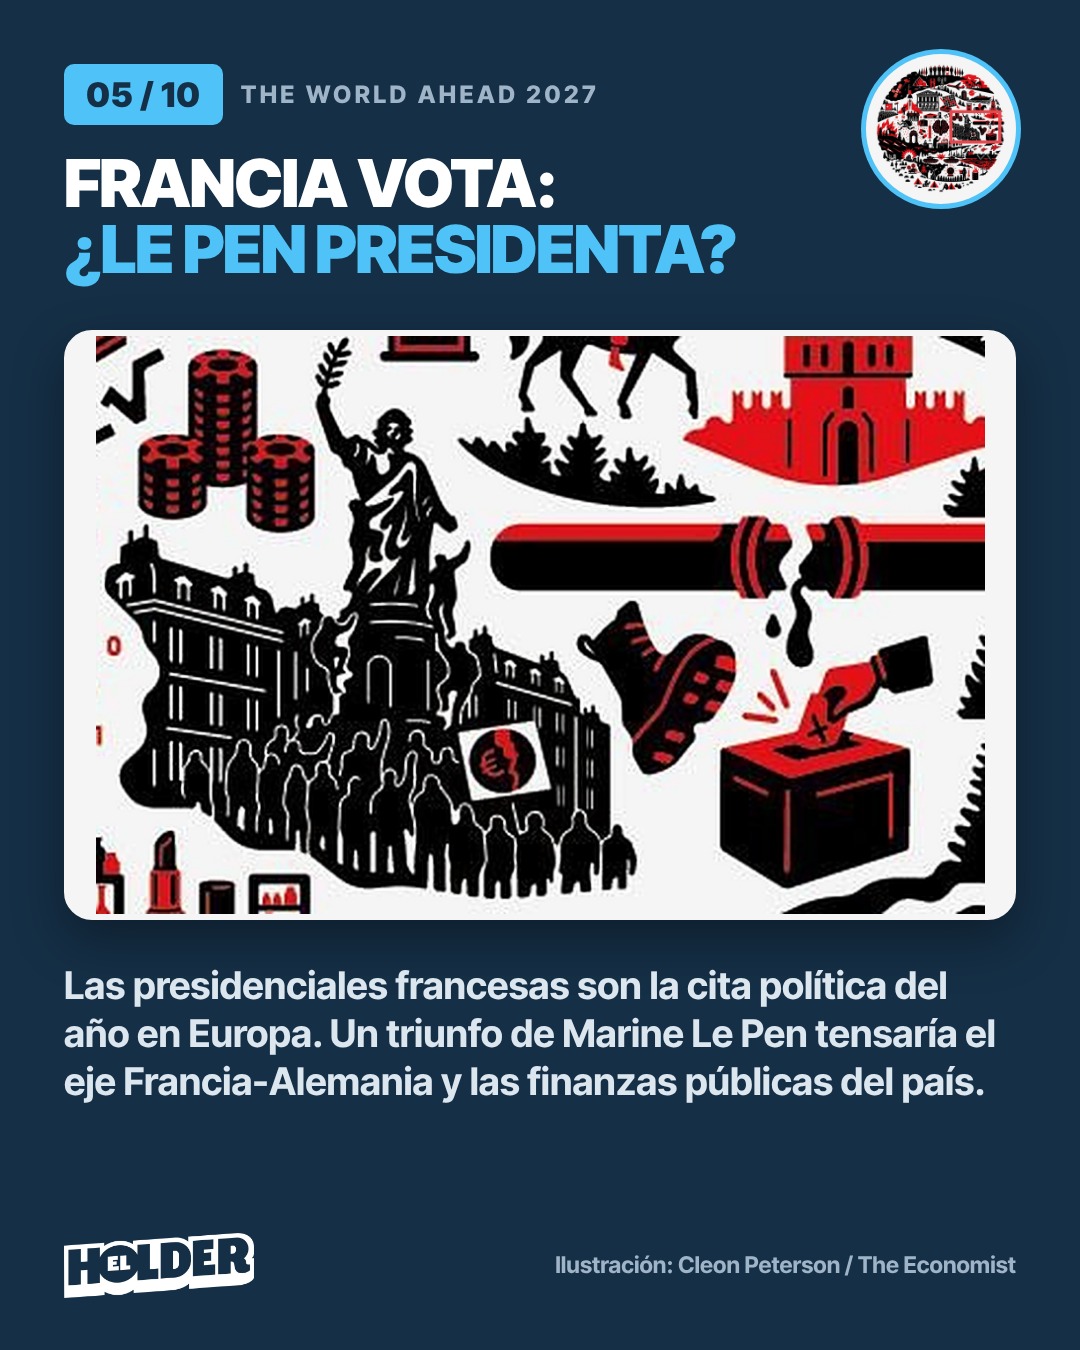 05 / 10
THE WORLD AHEAD 2027
FRANCIA VOTA:
¿LE PEN PRESIDENTA?
0
€
Las presidenciales francesas son la cita política del
año en Europa. Un triunfo de Marine Le Pen tensaría el
eje Francia-Alemania y las finanzas públicas del país.
EL HOLDER
Ilustración: Cleon Peterson / The Economist